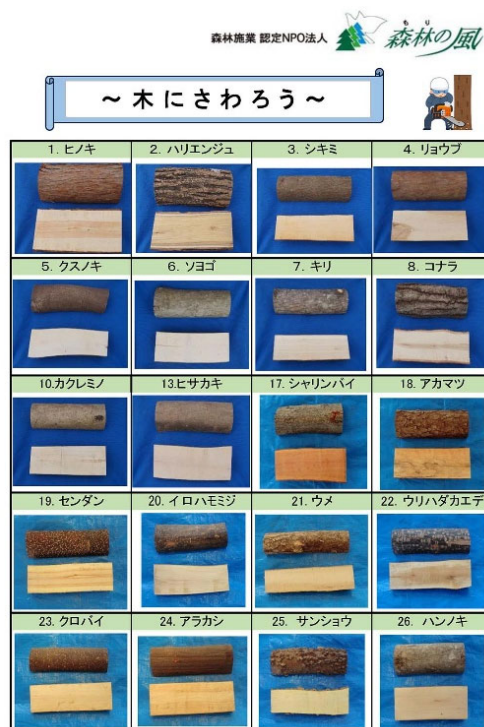 森林施業 認定NPO法人 森林の風
もり
~ 木にさわろう ~
1. ヒノキ
2. ハリエンジュ
3. シキミ
4. リョウブ
5. クスノキ
6. ソヨゴ
7. キリ
8. コナラ
10.カクレミノ
13.ヒサカキ
17. シャリンバイ
18. アカマツ
19. センダン
20. イロハモミジ
21. ウメ
22. ウリハダカエデ
23. クロバイ
24. アラカシ
25. サンショウ
26. ハンノキ